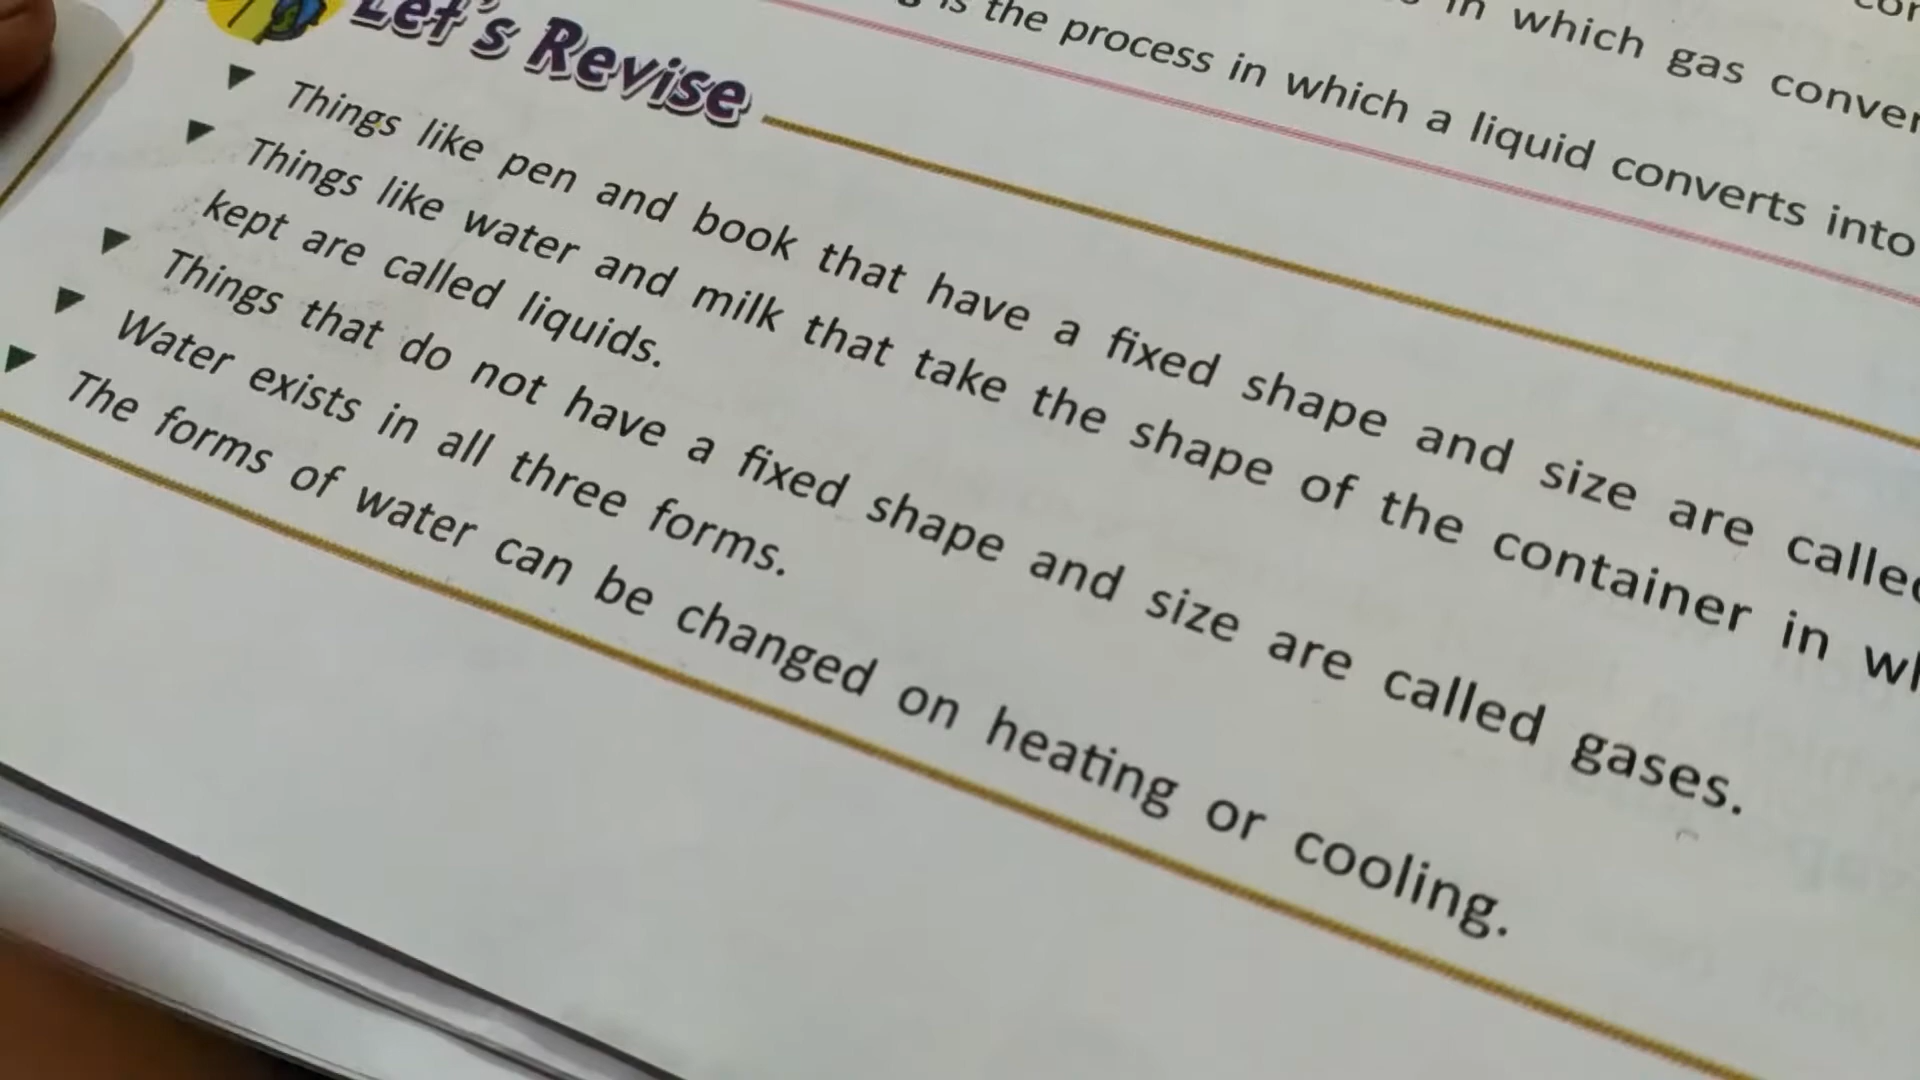 in which gas
is the process in which a liquid converts into
Let's Revise
Things like pen and book that have a fixed shape and size are
Things like water and milk that take the shape of the container in
kept are called liquids.
Things that do not have a fixed shape and size are called gases.
Water exists in all three forms.
The forms of water can be changed on heating or cooling.